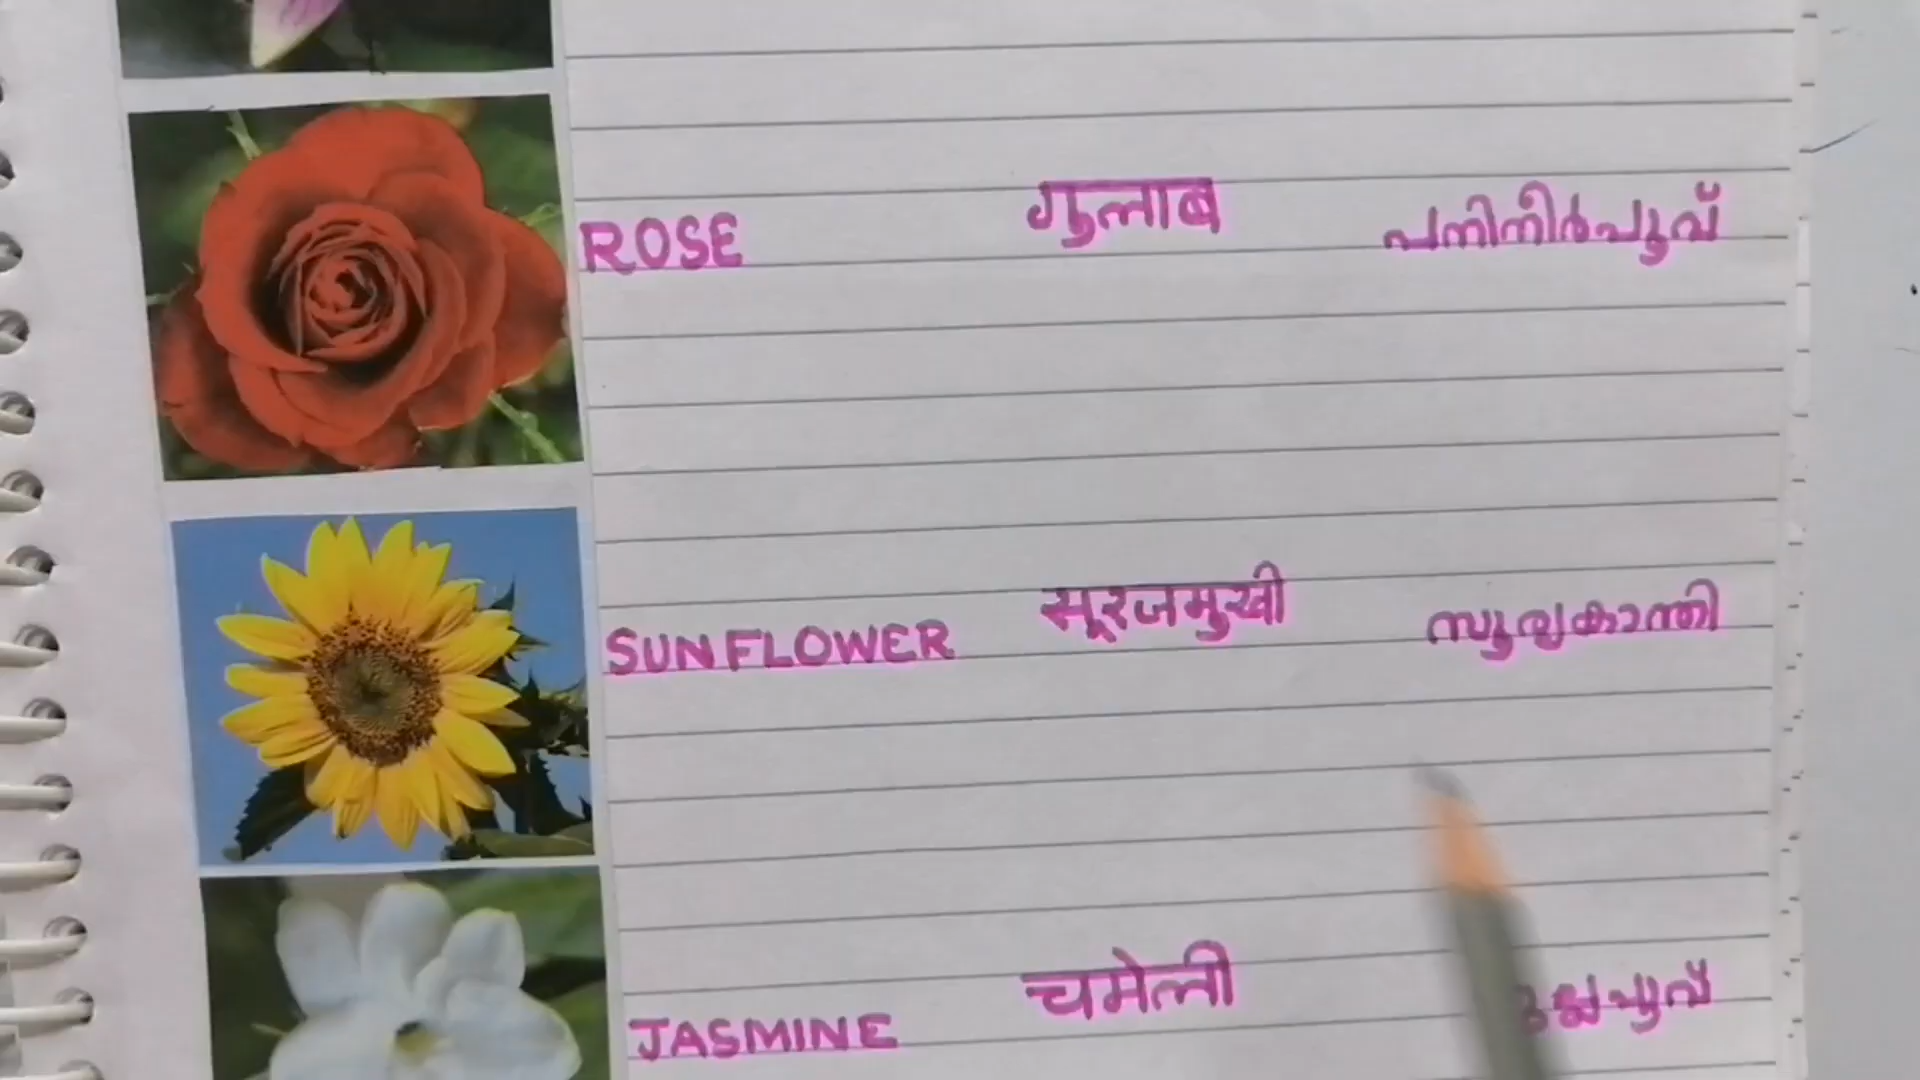 ROSE गुलाब പനിനീർപൂവ്
SUNFLOWER सूरजमुखी സൂര്യകാന്തി
JASMINE चमेली